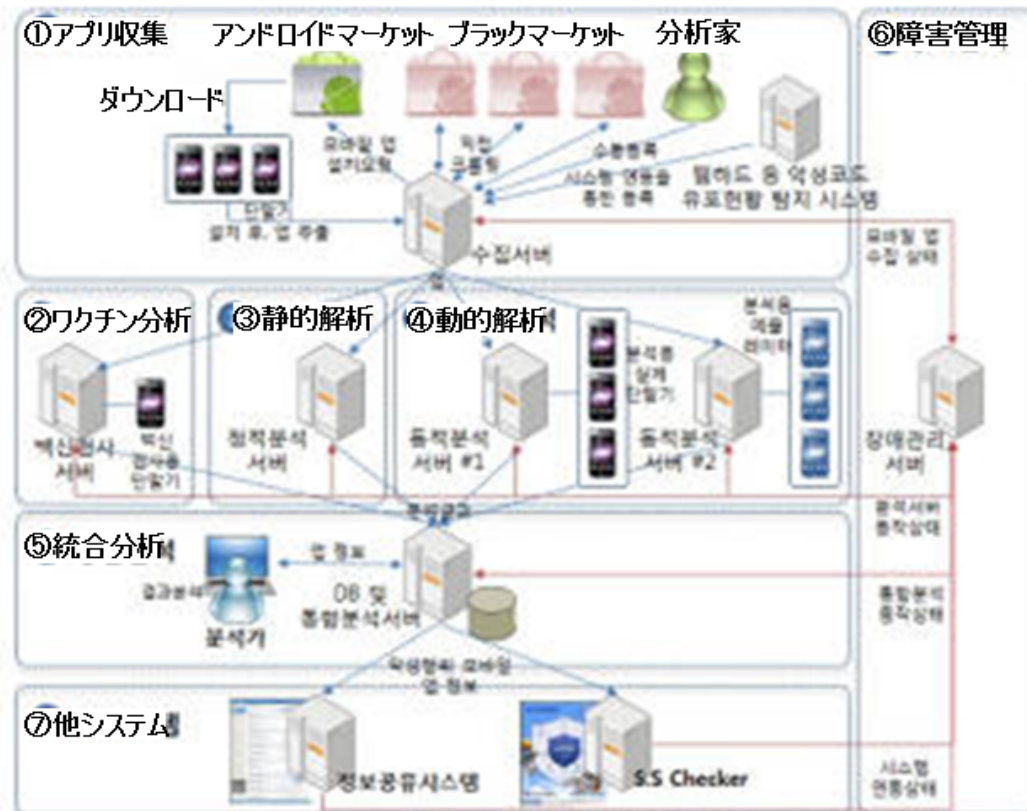 ①アプリ収集
アンドロイドマーケット
ブラックマーケット
分析家
⑥障害管理
ダウンロード
모바일 앱
설치요청
직접
크롤링
수동등록
시스템 연동을
통한 등록
웹하드 등 악성코드
유포현황 탐지 시스템
단말기
설치 후, 앱 추출
수집서버
모바일 앱
수집 상태
앱
②ワクチン分析
③静的解析
④動的解析
분석용
에뮬
레이터
분석용
실제
단말기
백신검사
서버
백신
검사용
단말기
정적분석
서버
동적분석
서버 #1
동적분석
서버 #2
장애관리
서버
분석결과
분석서버
동작상태
⑤統合分析
앱 정보
결과분석
분석가
DB 및
통합분석서버
통합분석
동작상태
악성행위 모바일
앱 정보
⑦他システム
정보공유시스템
S.S Checker
시스템
연동상태